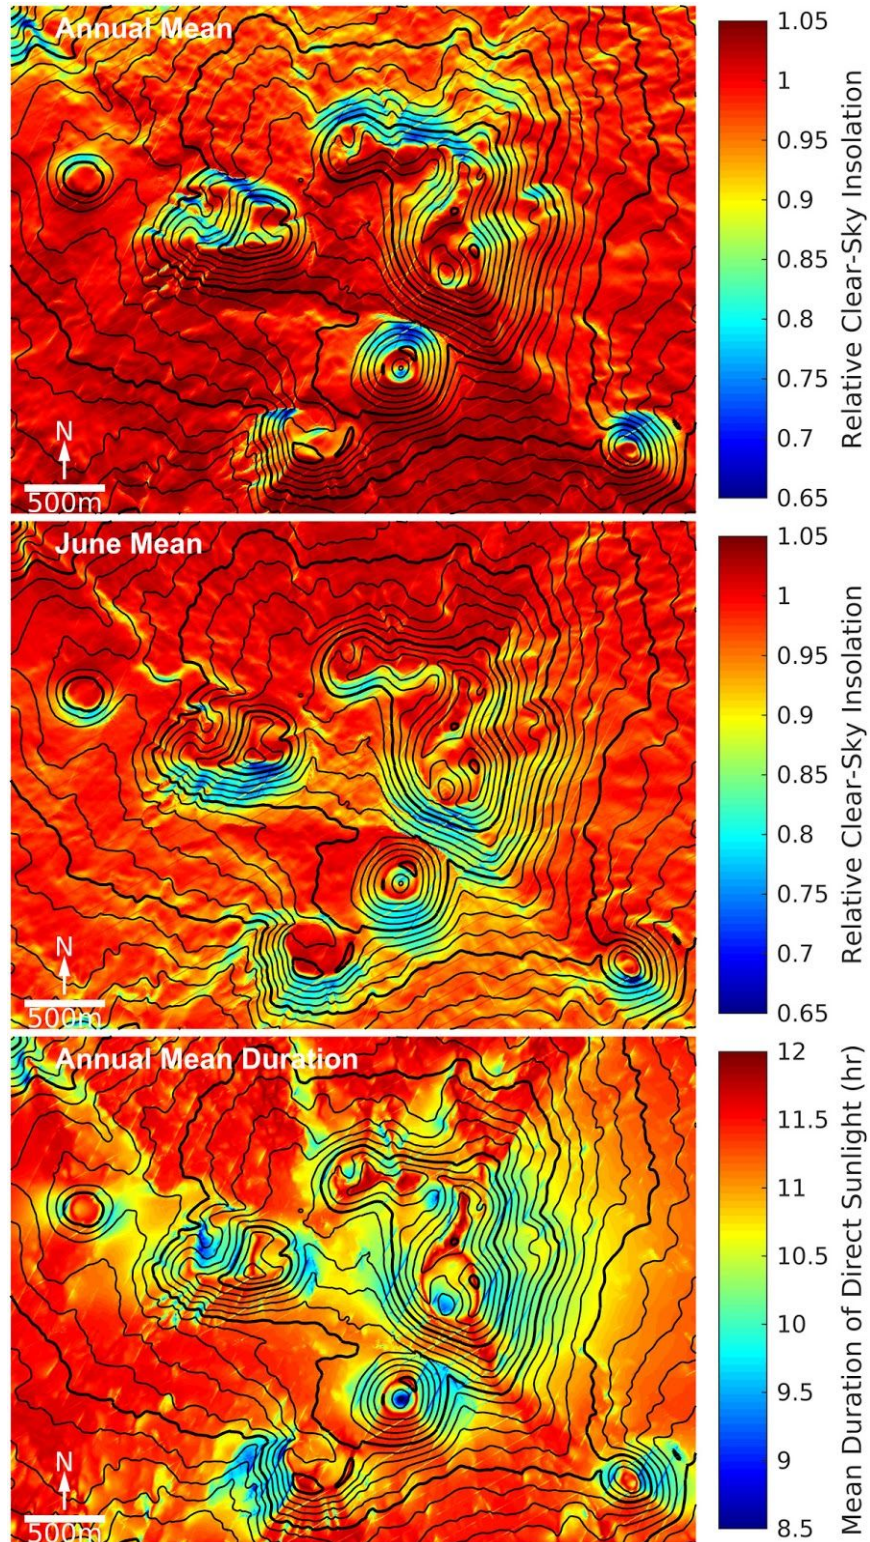 Annual Mean
N
500m
1.05
1
0.95
0.9
0.85
0.8
0.75
0.7
0.65
Relative Clear-Sky Insolation
June Mean
N
500m
1.05
1
0.95
0.9
0.85
0.8
0.75
0.7
0.65
Relative Clear-Sky Insolation
Annual Mean Duration
N
500m
12
11.5
11
10.5
10
9.5
9
8.5
Mean Duration of Direct Sunlight (hr)